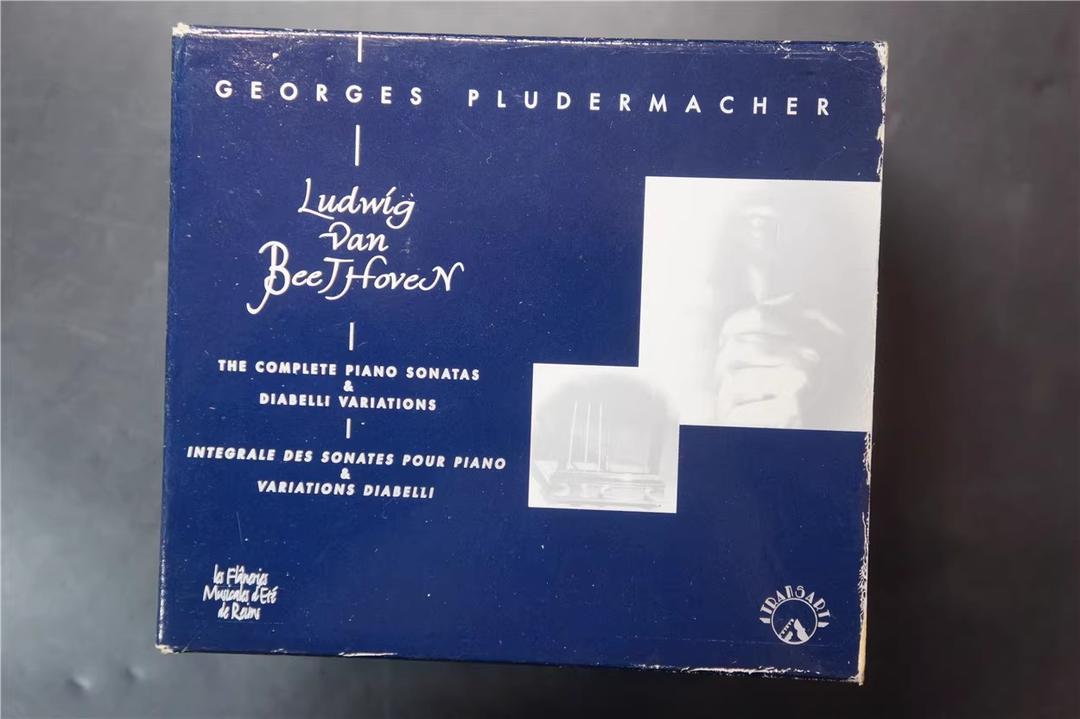 GEORGES PLUDERMACHER
Ludwig
van
BeeTHoveN
THE COMPLETE PIANO SONATAS
&
DIABELLI VARIATIONS
INTEGRALE DES SONATES POUR PIANO
&
VARIATIONS DIABELLI
les Flâneries
Musicales d'Eté
de Reims
TRANSART